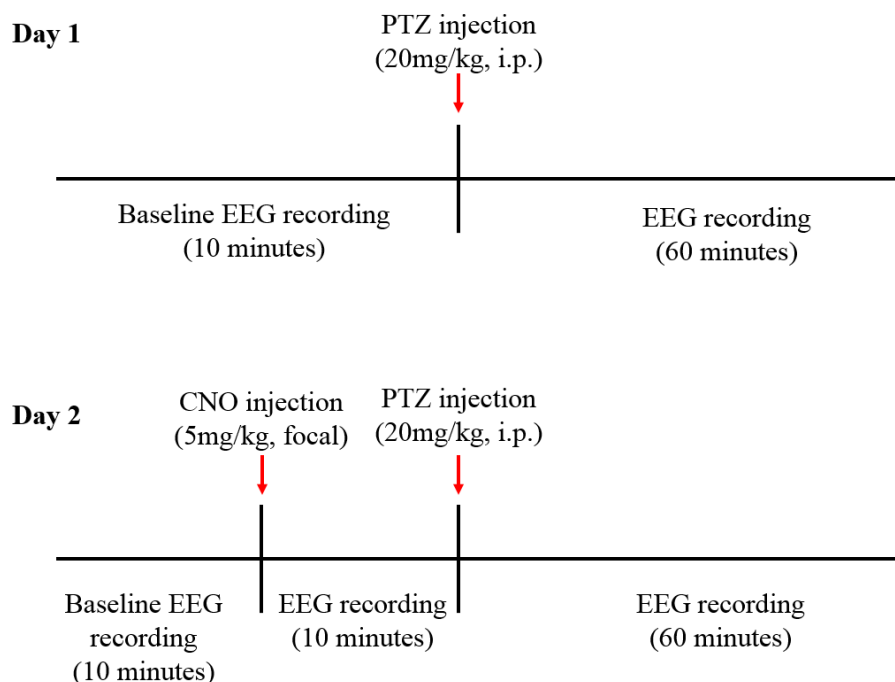 Day 1
PTZ injection
(20mg/kg, i.p.)
Baseline EEG recording
(10 minutes)
EEG recording
(60 minutes)
Day 2
CNO injection
(5mg/kg, focal)
PTZ injection
(20mg/kg, i.p.)
Baseline EEG
recording
(10 minutes)
EEG recording
(10 minutes)
EEG recording
(60 minutes)